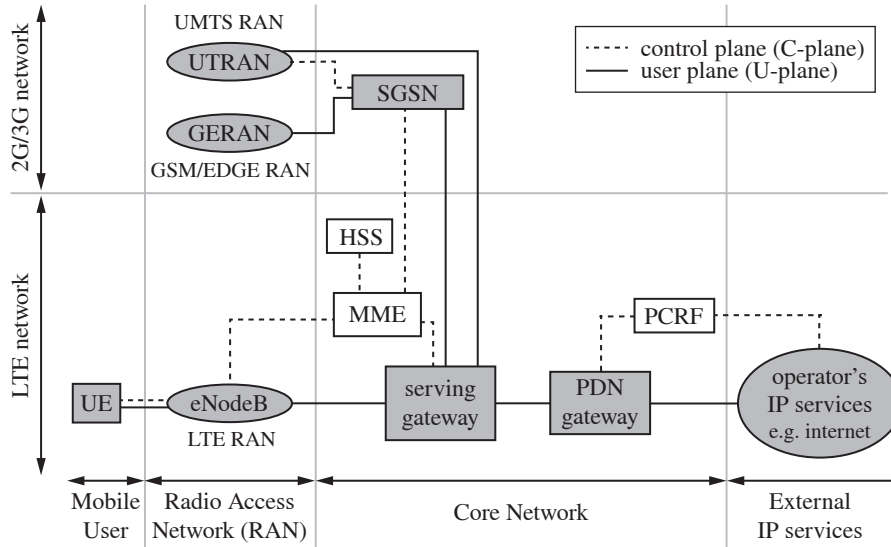 UMTS RAN
UTRAN
SGSN
GERAN
GSM/EDGE RAN
2G/3G network
control plane (C-plane)
user plane (U-plane)
LTE network
HSS
MME
PCRF
UE
eNodeB
LTE RAN
serving
gateway
PDN
gateway
operator's
IP services
e.g. internet
Mobile
User
Radio Access
Network (RAN)
Core Network
External
IP services